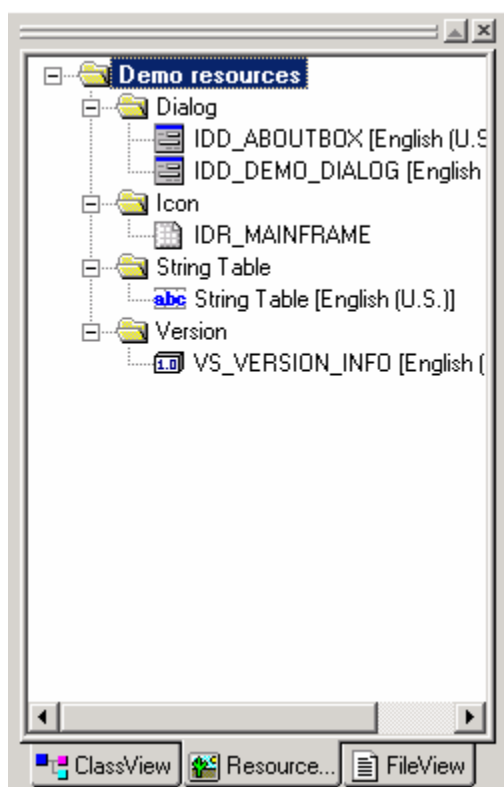 Demo resources
Dialog
IDD_ABOUTBOX [English (U.S
IDD_DEMO_DIALOG [English
Icon
IDR_MAINFRAME
String Table
abc String Table [English (U.S.)]
Version
1.0 VS_VERSION_INFO [English (
ClassView Resource... FileView